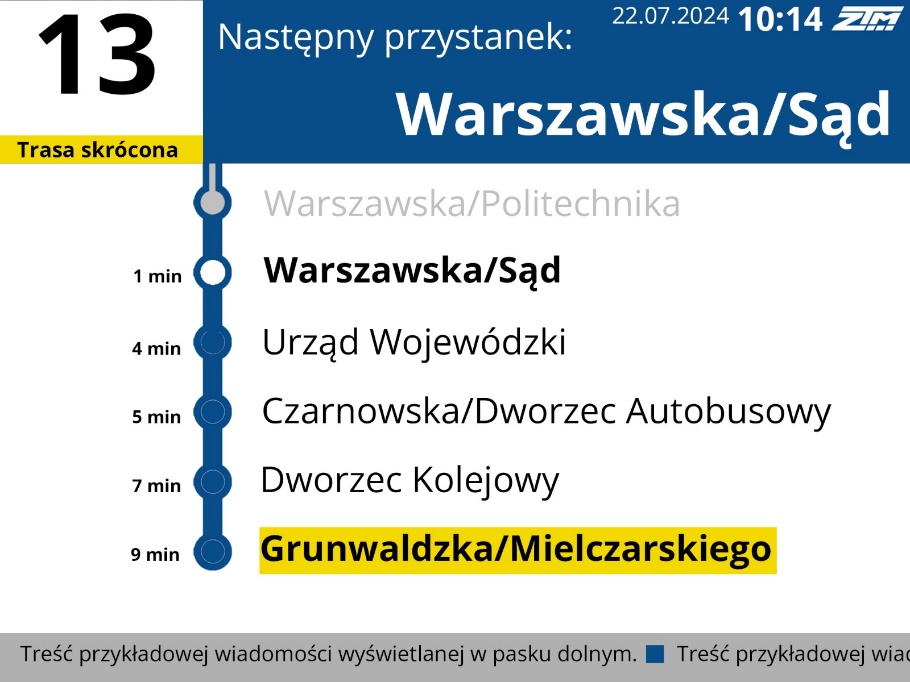 13
Następny przystanek:
22.07.2024 10:14 ZTM
Warszawska/Sąd
Trasa skrócona
Warszawska/Politechnika
1 min Warszawska/Sąd
4 min Urząd Wojewódzki
5 min Czarnowska/Dworzec Autobusowy
7 min Dworzec Kolejowy
9 min Grunwaldzka/Mielczarskiego
Treść przykładowej wiadomości wyświetlanej w pasku dolnym. Treść przykładowej wiad